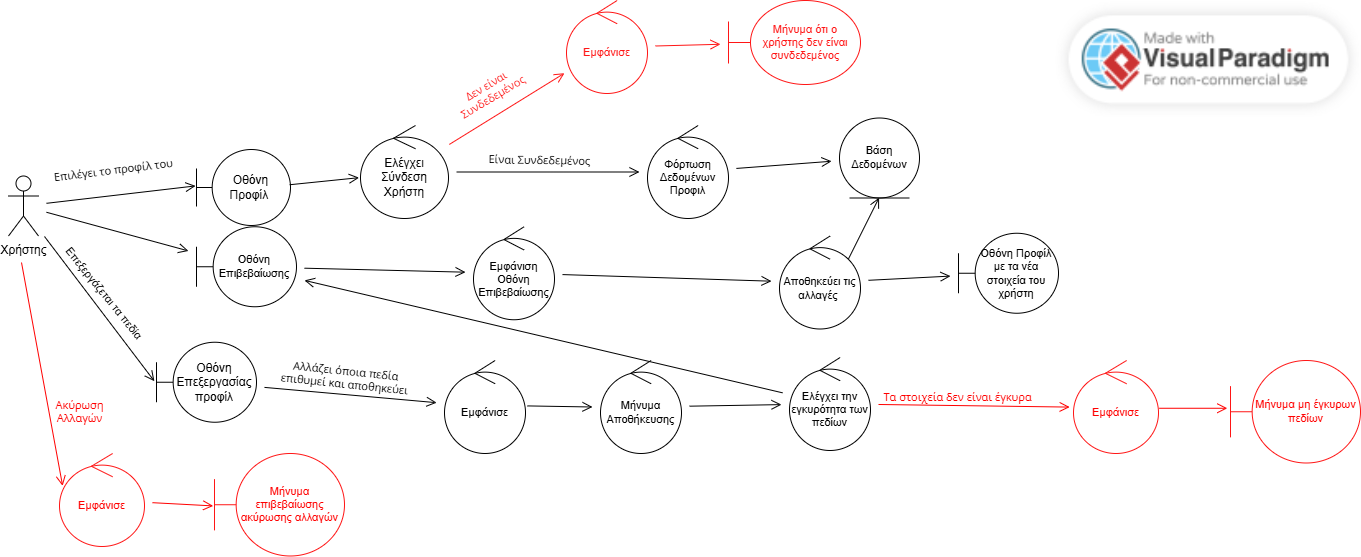 Εμφάνισε
Μήνυμα ότι ο
χρήστης δεν είναι
συνδεδεμένος
Made with
Visual Paradigm
For non-commercial use
Δεν είναι
Συνδεδεμένος
Επιλέγει το προφίλ του
Οθόνη
Προφίλ
Ελέγχει
Σύνδεση
Χρήστη
Είναι Συνδεδεμένος
Φόρτωση
Δεδομένων
Προφιλ
Βάση
Δεδομένων
Χρήστης
Οθόνη
Επιβεβαίωσης
Εμφάνιση
Οθόνη
Επιβεβαίωσης
Αποθηκεύει τις
αλλαγές
Οθόνη Προφίλ
με τα νέα
στοιχεία του
χρήστη
Επεξεργάζεται τα πεδία
Οθόνη
Επεξεργασίας
προφίλ
Αλλάζει όποια πεδία
επιθυμεί και αποθηκεύει
Εμφάνισε
Μήνυμα
Αποθήκευσης
Ελέγχει την
εγκυρότητα των
πεδίων
Τα στοιχεία δεν είναι έγκυρα
Εμφάνισε
Μήνυμα μη έγκυρων
πεδίων
Ακύρωση
Αλλαγών
Εμφάνισε
Μήνυμα
επιβεβαίωσης
ακύρωσης αλλαγών